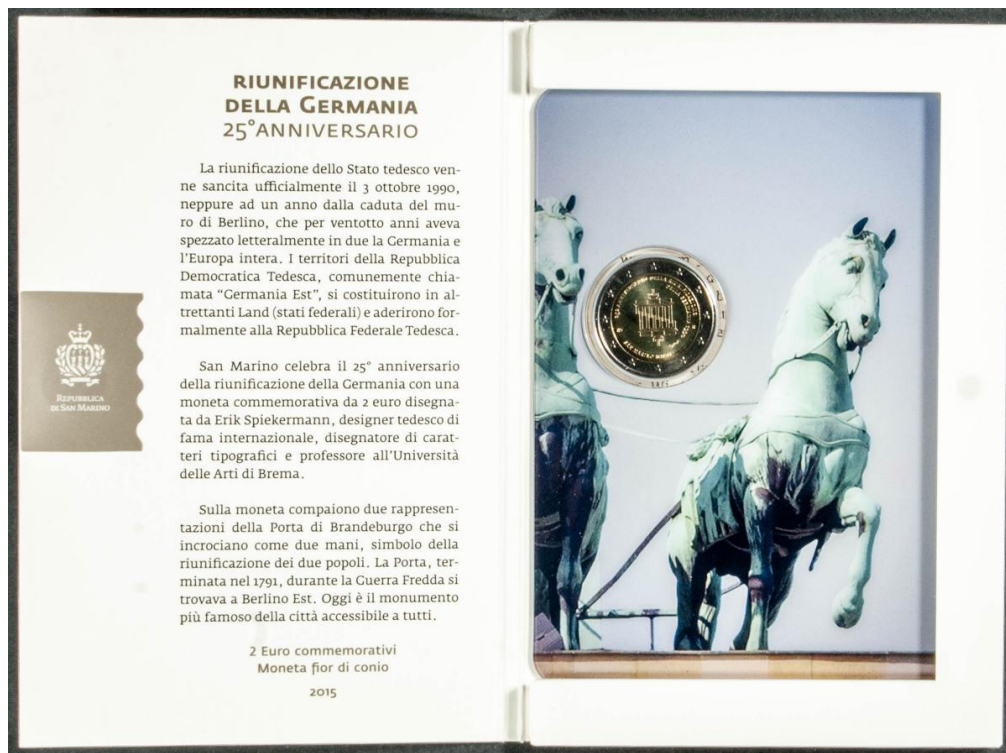 RIUNIFICAZIONE
DELLA GERMANIA
25° ANNIVERSARIO
La riunificazione dello Stato tedesco ven-
ne sancita ufficialmente il 3 ottobre 1990,
neppure ad un anno dalla caduta del mu-
ro di Berlino, che per ventotto anni aveva
spezzato letteralmente in due la Germania e
l'Europa intera. I territori della Repubblica
Democratica Tedesca, comunemente chia-
mata “Germania Est”, si costituirono in al-
trettanti Land (stati federali) e aderirono for-
malmente alla Repubblica Federale Tedesca.
San Marino celebra il 25° anniversario
della riunificazione della Germania con una
moneta commemorativa da 2 euro disegna-
ta da Erik Spiekermann, designer tedesco di
fama internazionale, disegnatore di carat-
teri tipografici e professore all'Università
delle Arti di Brema.
Sulla moneta compaiono due rappresen-
tazioni della Porta di Brandeburgo che si
incrociano come due mani, simbolo della
riunificazione dei due popoli. La Porta, ter-
minata nel 1791, durante la Guerra Fredda si
trovava a Berlino Est. Oggi è il monumento
più famoso della città accessibile a tutti.
2 Euro commemorativi
Moneta fior di conio
2015
REPUBBLICA
DI SAN MARINO